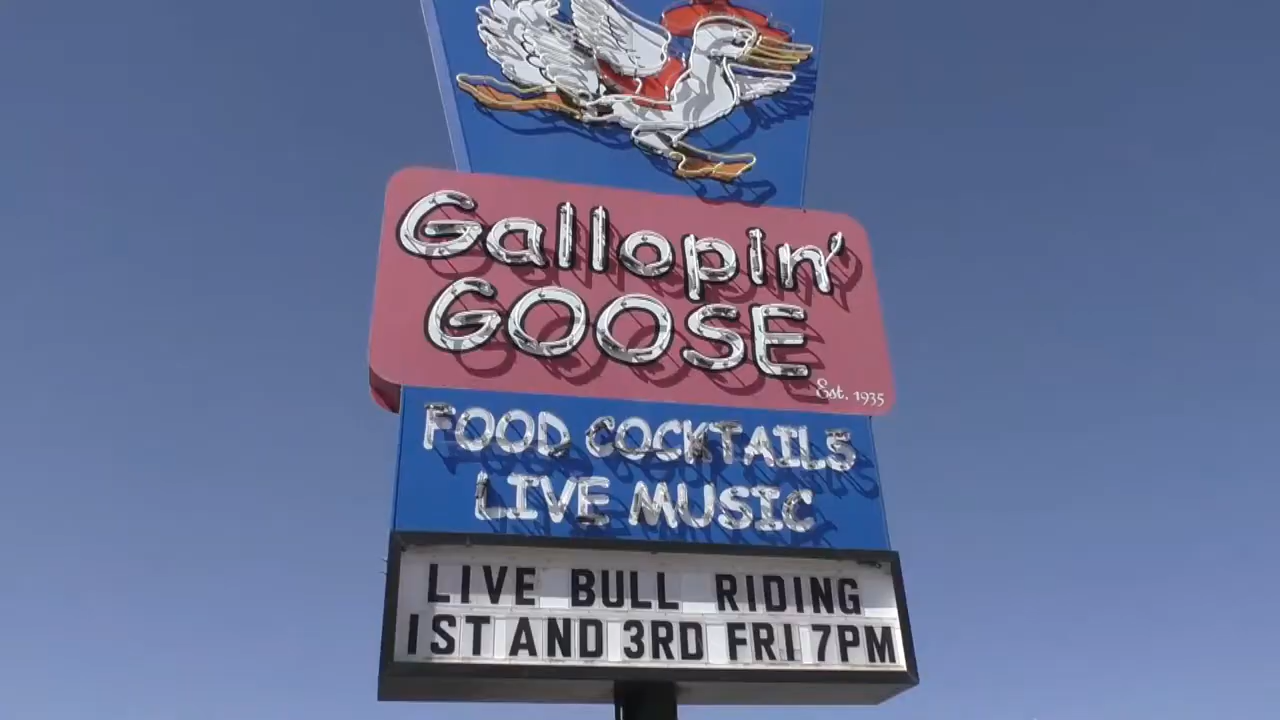 Gallopin'
GOOSE
Est. 1935
FOOD COCKTAILS
LIVE MUSIC
LIVE BULL RIDING
1ST AND 3RD FRI 7PM